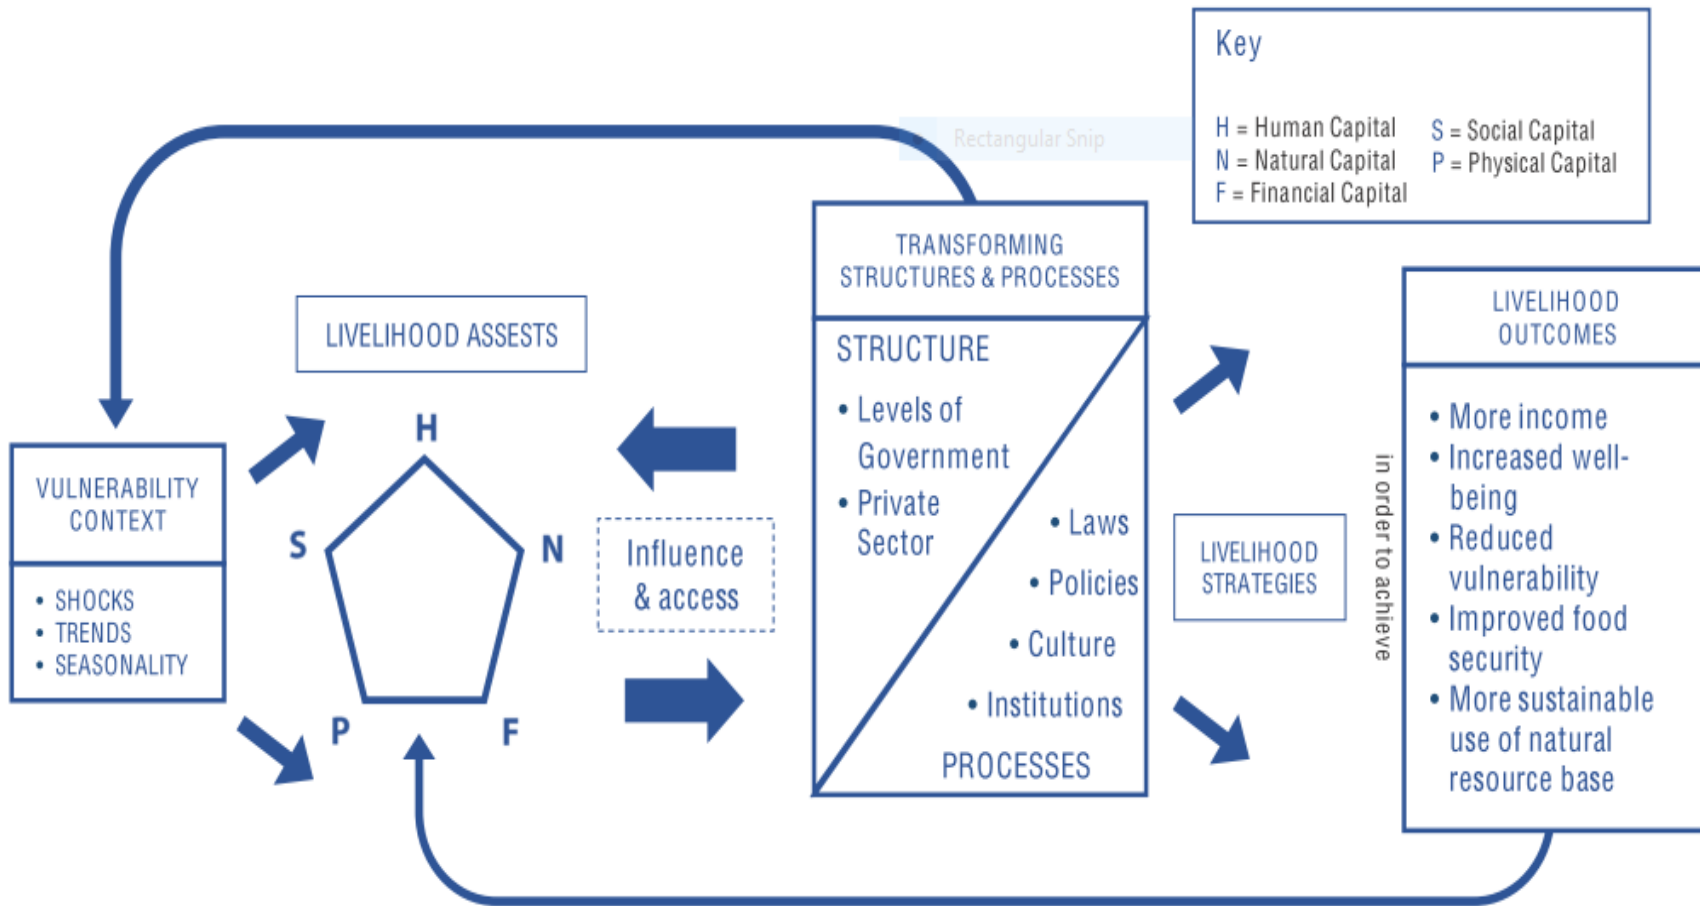 Key
H = Human Capital
N = Natural Capital
F = Financial Capital
S = Social Capital
P = Physical Capital
Rectangular Snip
TRANSFORMING
STRUCTURES & PROCESSES
STRUCTURE
• Levels of
Government
• Private
Sector
• Laws
• Policies
• Culture
• Institutions
PROCESSES
LIVELIHOOD ASSESTS
H
S
N
P
F
VULNERABILITY
CONTEXT
• SHOCKS
• TRENDS
• SEASONALITY
Influence
& access
LIVELIHOOD
STRATEGIES
in order to achieve
LIVELIHOOD
OUTCOMES
• More income
• Increased well-
being
• Reduced
vulnerability
• Improved food
security
• More sustainable
use of natural
resource base